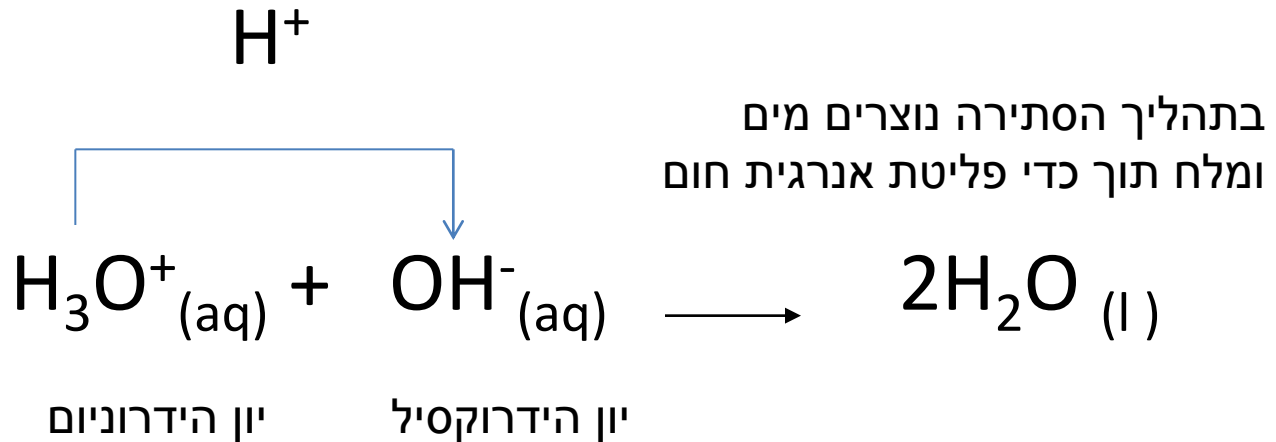 H⁺
בתהליך הסתירה נוצרים מים
ומלח תוך כדי פליטת אנרגית חום
H₃O⁺₍aq₎ + OH⁻₍aq₎ → 2H₂O ₍l ₎
יון הידרוניום יון הידרוקסיל